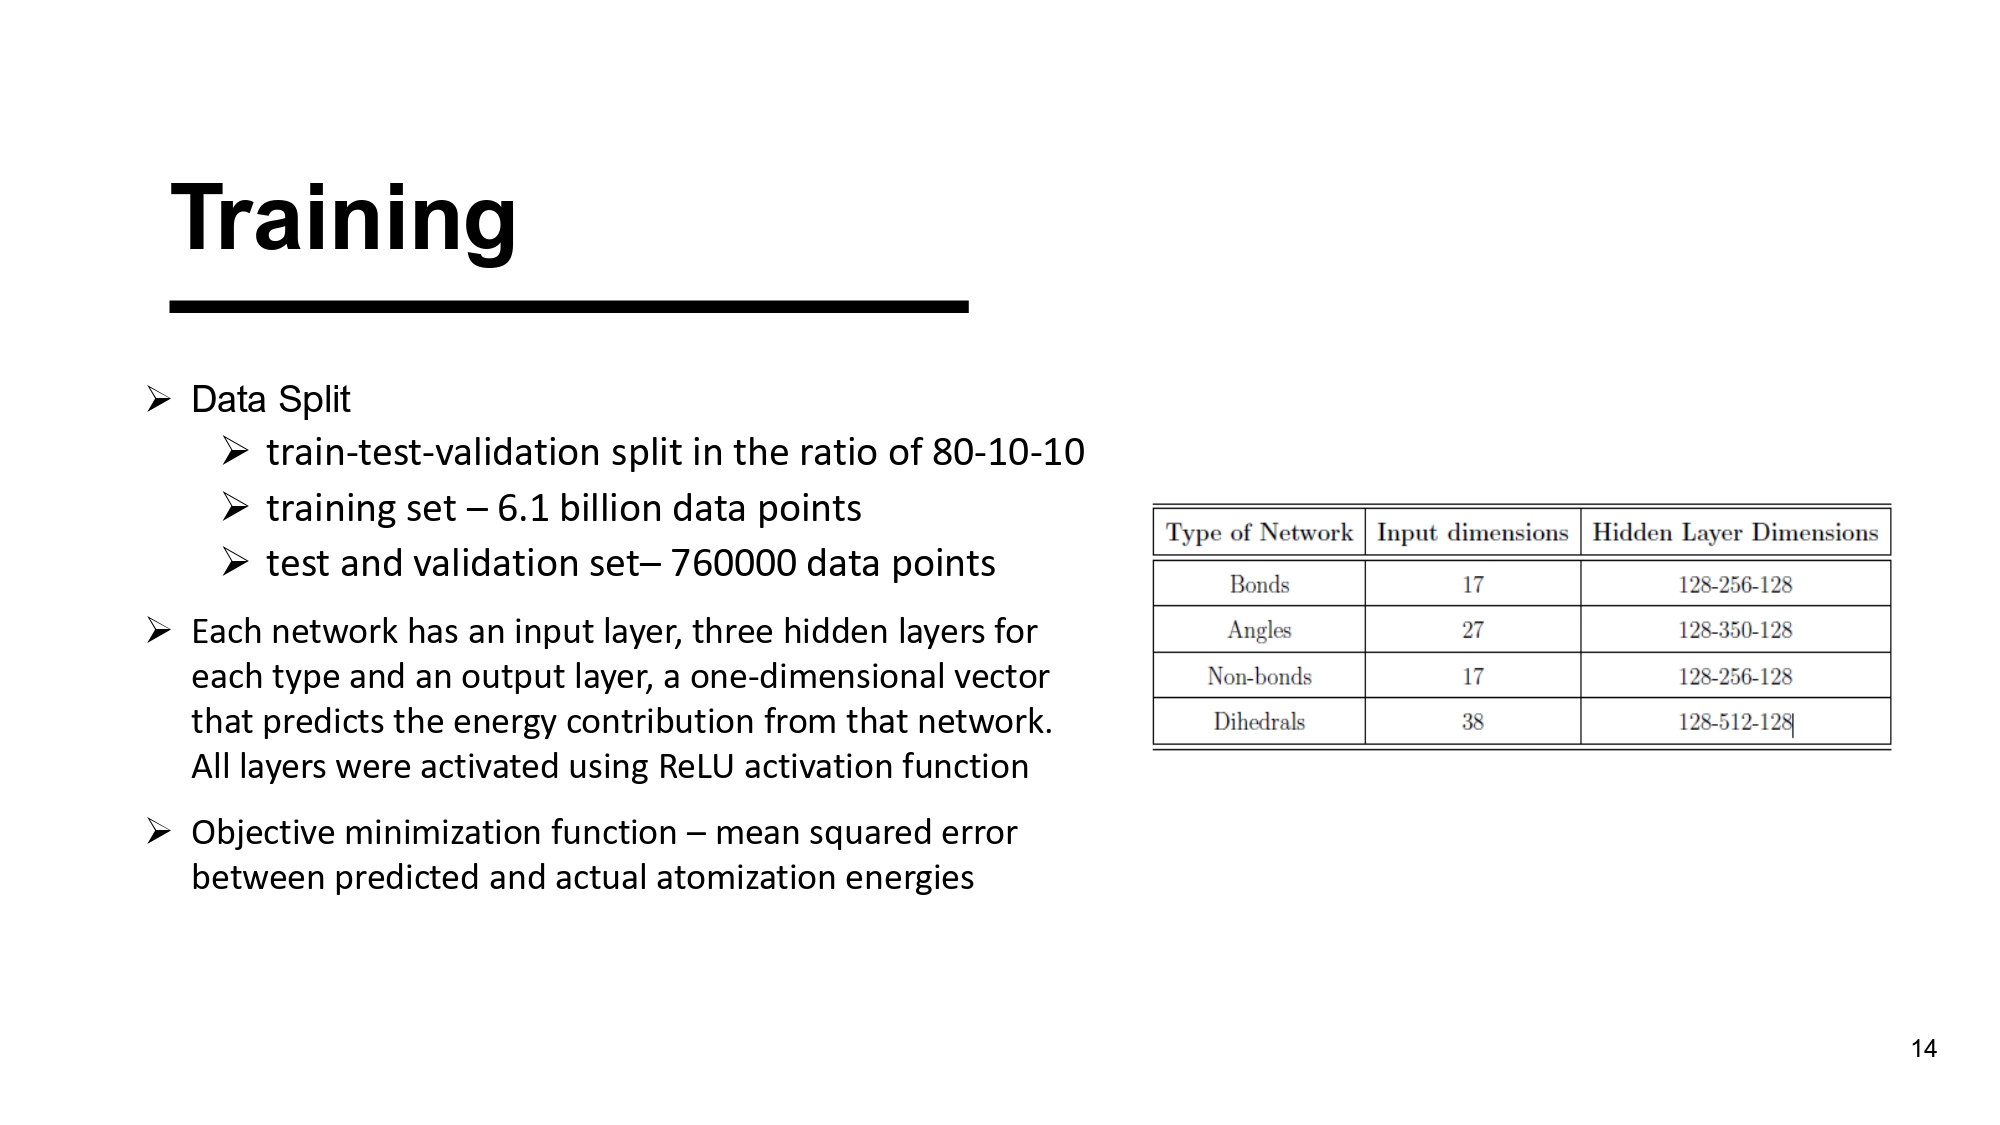 Training
➢ Data Split
➢ train-test-validation split in the ratio of 80-10-10
➢ training set – 6.1 billion data points
➢ test and validation set– 760000 data points
➢ Each network has an input layer, three hidden layers for
each type and an output layer, a one-dimensional vector
that predicts the energy contribution from that network.
All layers were activated using ReLU activation function
➢ Objective minimization function – mean squared error
between predicted and actual atomization energies
Type of Network Input dimensions Hidden Layer Dimensions
Bonds 17 128-256-128
Angles 27 128-350-128
Non-bonds 17 128-256-128
Dihedrals 38 128-512-128
14